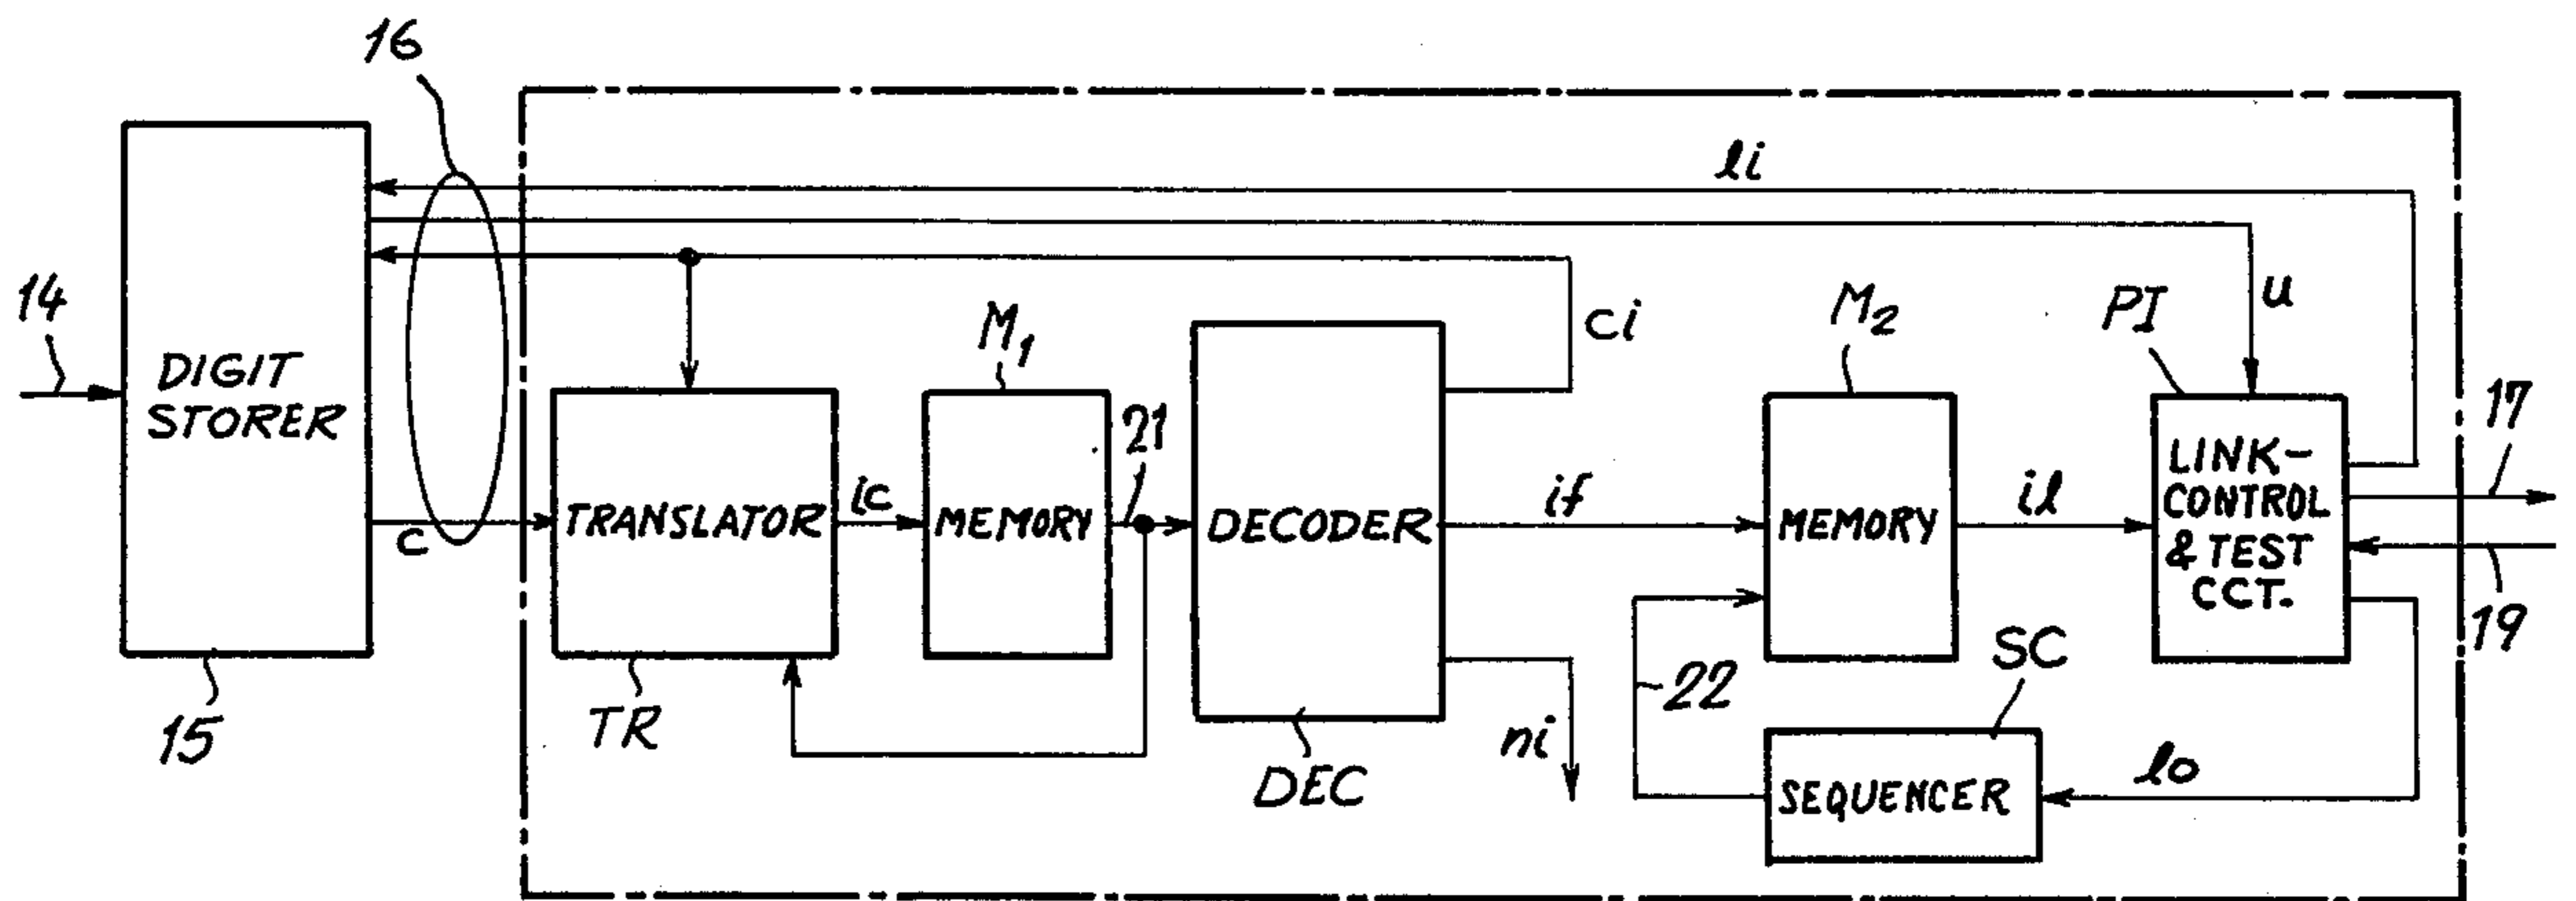 16
li
14
DIGIT
STORER
M1
ci
M2
PI
u
17
21
TRANSLATOR
ic
MEMORY
DECODER
if
MEMORY
il
LINK-
CONTROL
& TEST
CCT.
c
19
15
TR
22
SC
ni
DEC
SEQUENCER
lo